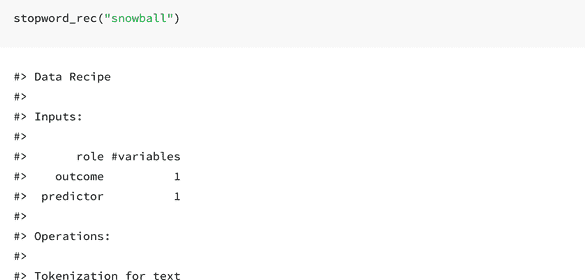 stopword_rec("snowball")
#> Data Recipe
#>
#> Inputs:
#>
#>       role #variables
#>    outcome          1
#>  predictor          1
#>
#> Operations:
#>
#> Tokenization for text